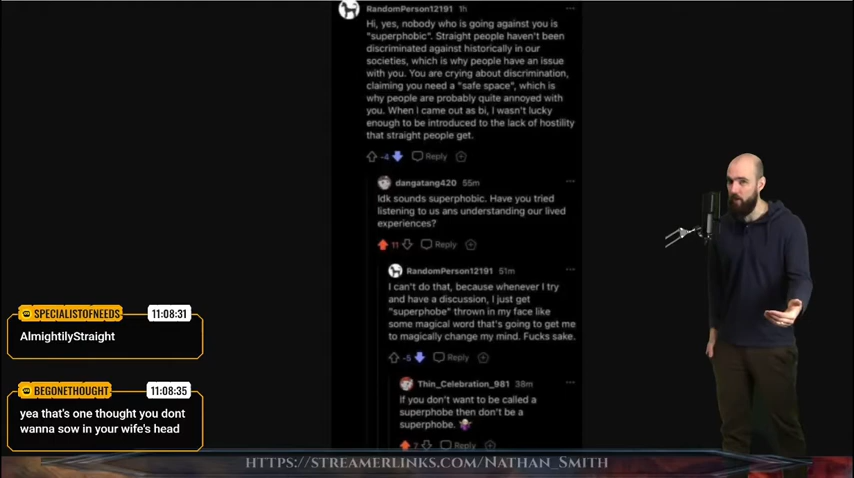 RandomPerson12191 1h
Hi, yes, nobody who is going against you is
"superphobic". Straight people haven't been
discriminated against historically in our
societies, which is why people have an issue
with you. You are crying about discrimination,
claiming you need a "safe space", which is
why people are probably quite annoyed with
you. When I came out as bi, I wasn't lucky
enough to be introduced to the lack of hostility
that straight people get.
-4 Reply
dangatang420 55m
Idk sounds superphobic. Have you tried
listening to us ans understanding our lived
experiences?
11 Reply
RandomPerson12191 51m
I can't do that, because whenever I try
and have a discussion, I just get
"superphobe" thrown in my face like
some magical word that's going to get me
to magically change my mind. Fucks sake.
-5 Reply
Thin_Celebration_981 38m
If you don't want to be called a
superphobe then don't be a
superphobe.
7 Reply
SPECIALISTOFNEEDS 11:08:31
AlmightilyStraight
BEGONETHOUGHT 11:08:35
yea that's one thought you dont
wanna sow in your wife's head
https://streamerlinks.com/Nathan_Smith